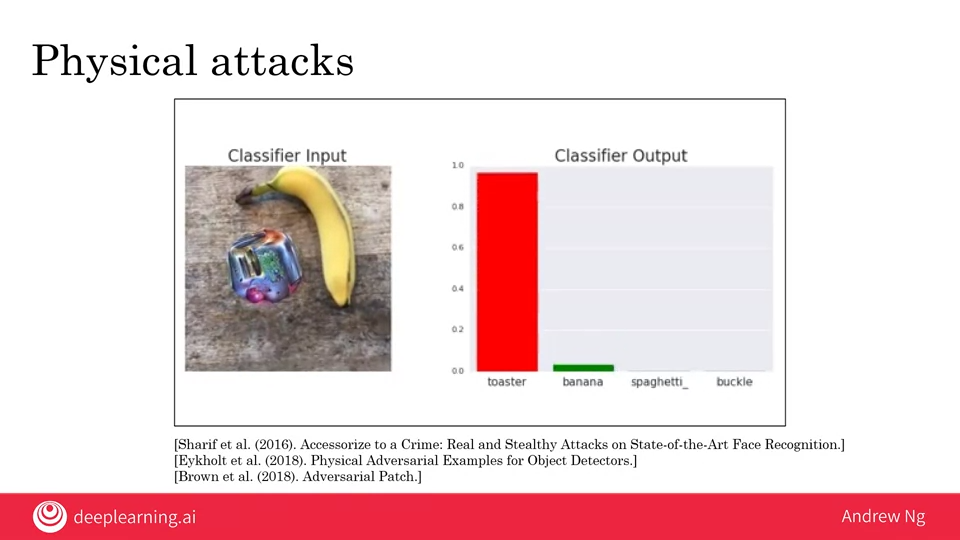 Physical attacks
Classifier Input
Classifier Output
1.0
0.8
0.6
0.4
0.2
0.0
toaster banana spaghetti_ buckle
[Sharif et al. (2016). Accessorize to a Crime: Real and Stealthy Attacks on State-of-the-Art Face Recognition.]
[Eykholt et al. (2018). Physical Adversarial Examples for Object Detectors.]
[Brown et al. (2018). Adversarial Patch.]
deeplearning.ai
Andrew Ng